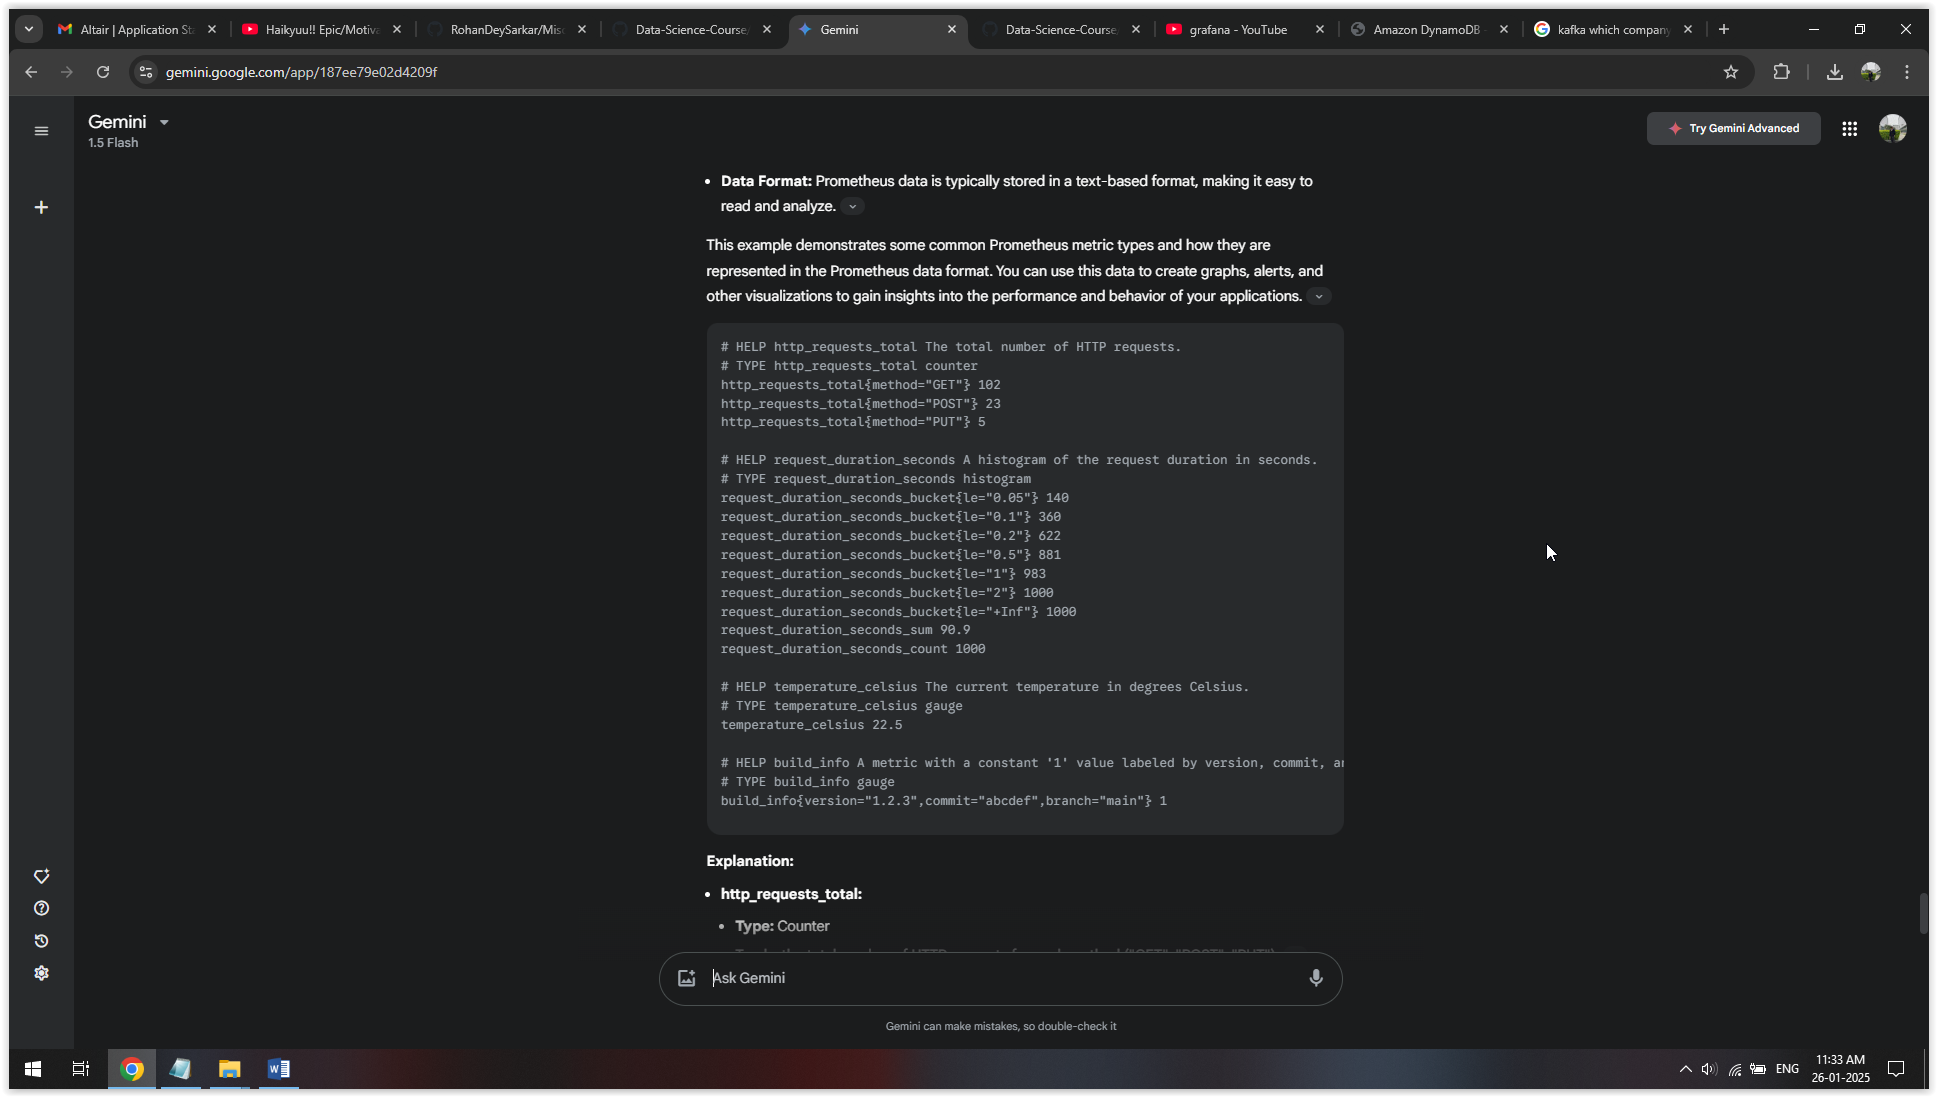 Altair | Application Sta
Haikyuu!! Epic/Motiva
RohanDeySarkar/Misc
Data-Science-Course/
Gemini
Data-Science-Course/
grafana - YouTube
Amazon DynamoDB -
kafka which company
gemini.google.com/app/187ee79e02d4209f
Gemini
1.5 Flash
Try Gemini Advanced
• Data Format: Prometheus data is typically stored in a text-based format, making it easy to
read and analyze.
This example demonstrates some common Prometheus metric types and how they are
represented in the Prometheus data format. You can use this data to create graphs, alerts, and
other visualizations to gain insights into the performance and behavior of your applications.
# HELP http_requests_total The total number of HTTP requests.
# TYPE http_requests_total counter
http_requests_total{method="GET"} 102
http_requests_total{method="POST"} 23
http_requests_total{method="PUT"} 5
# HELP request_duration_seconds A histogram of the request duration in seconds.
# TYPE request_duration_seconds histogram
request_duration_seconds_bucket{le="0.05"} 140
request_duration_seconds_bucket{le="0.1"} 360
request_duration_seconds_bucket{le="0.2"} 622
request_duration_seconds_bucket{le="0.5"} 881
request_duration_seconds_bucket{le="1"} 983
request_duration_seconds_bucket{le="2"} 1000
request_duration_seconds_bucket{le="+Inf"} 1000
request_duration_seconds_sum 90.9
request_duration_seconds_count 1000
# HELP temperature_celsius The current temperature in degrees Celsius.
# TYPE temperature_celsius gauge
temperature_celsius 22.5
# HELP build_info A metric with a constant '1' value labeled by version, commit, ar
# TYPE build_info gauge
build_info{version="1.2.3",commit="abcdef",branch="main"} 1
Explanation:
• http_requests_total:
• Type: Counter
Ask Gemini
Gemini can make mistakes, so double-check it
ENG
11:33 AM
26-01-2025